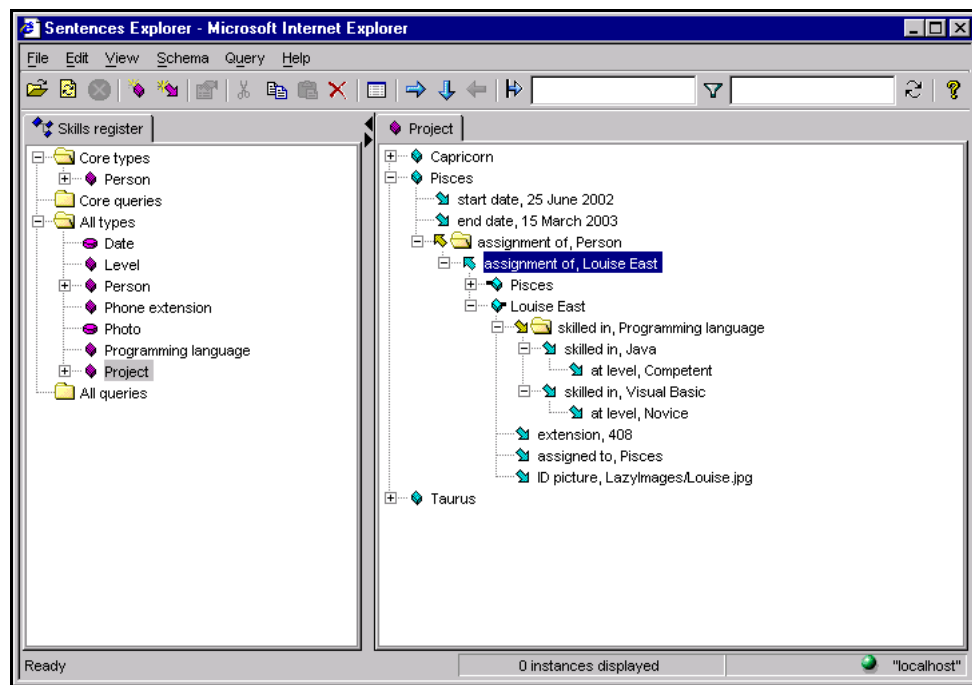 Sentences Explorer - Microsoft Internet Explorer
File Edit View Schema Query Help
Skills register
Core types
Person
Core queries
All types
Date
Level
Person
Phone extension
Photo
Programming language
Project
All queries
Project
Capricorn
Pisces
start date, 25 June 2002
end date, 15 March 2003
assignment of, Person
assignment of, Louise East
Pisces
Louise East
skilled in, Programming language
skilled in, Java
at level, Competent
skilled in, Visual Basic
at level, Novice
extension, 408
assigned to, Pisces
ID picture, LazyImages/Louise.jpg
Taurus
Ready
0 instances displayed
"localhost"